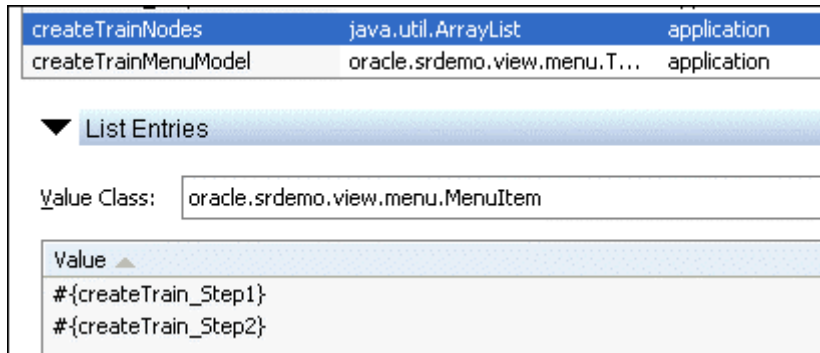 createTrainNodes java.util.ArrayList application
createTrainMenuModel oracle.srdemo.view.menu.T... application
List Entries
Value Class: oracle.srdemo.view.menu.MenuItem
Value
#{createTrain_Step1}
#{createTrain_Step2}